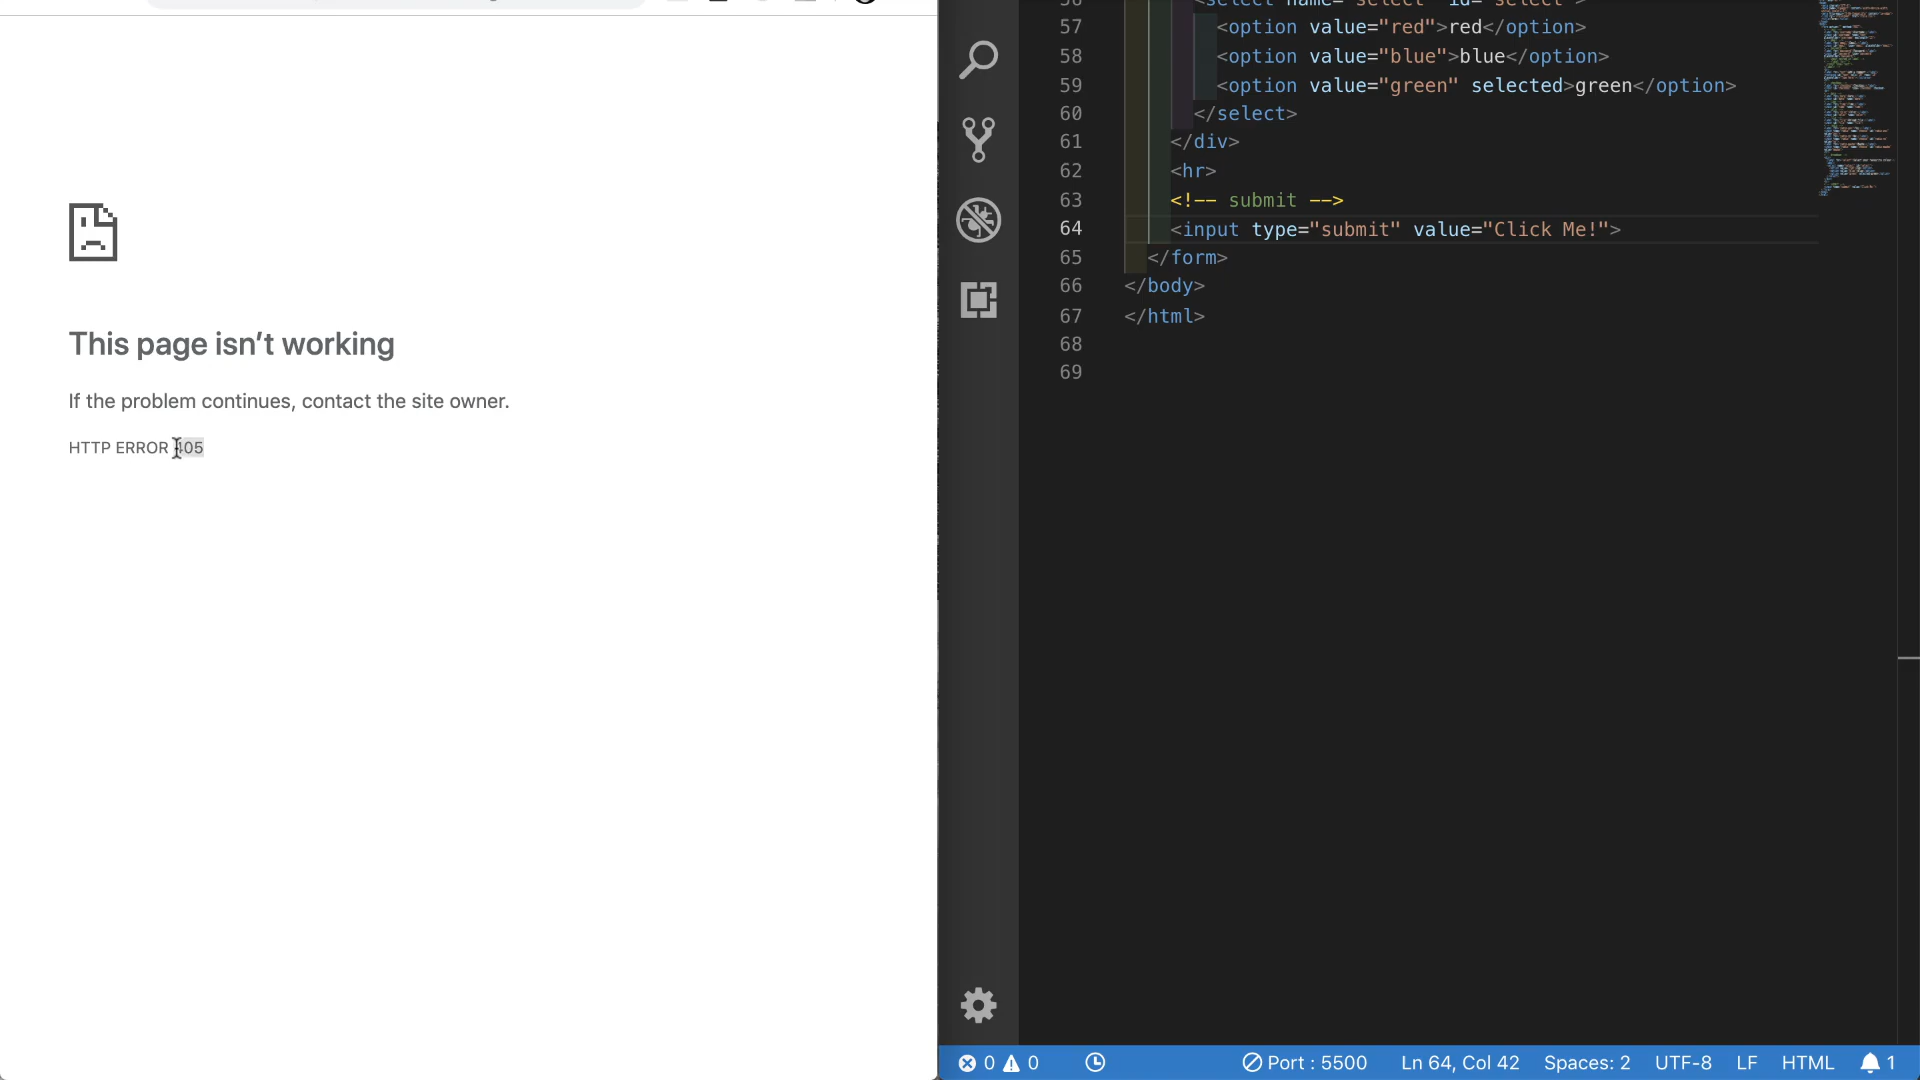 This page isn't working
If the problem continues, contact the site owner.
HTTP ERROR 405
57 <option value="red">red</option>
58 <option value="blue">blue</option>
59 <option value="green" selected>green</option>
60 </select>
61 </div>
62 <hr>
63 <!-- submit -->
64 <input type="submit" value="Click Me!">
65 </form>
66 </body>
67 </html>
68
69
0 0 Port : 5500 Ln 64, Col 42 Spaces: 2 UTF-8 LF HTML 1